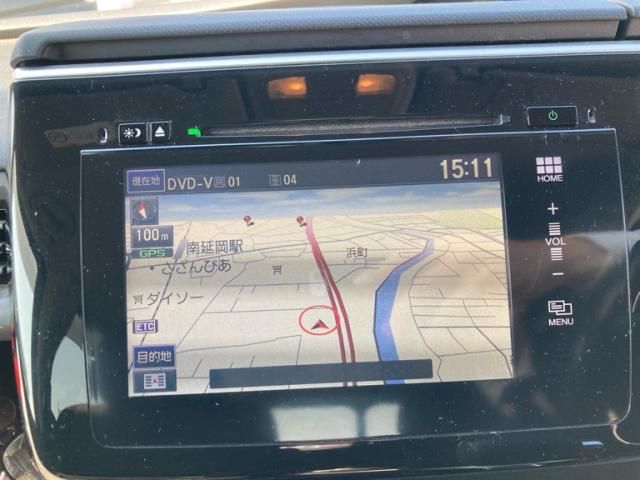 現在地 DVD-V 01 04 15:11
HOME
100m
GPS
南延岡駅
ごさんぴあ
浜町
VOL
ダイソー
ETC
MENU
目的地